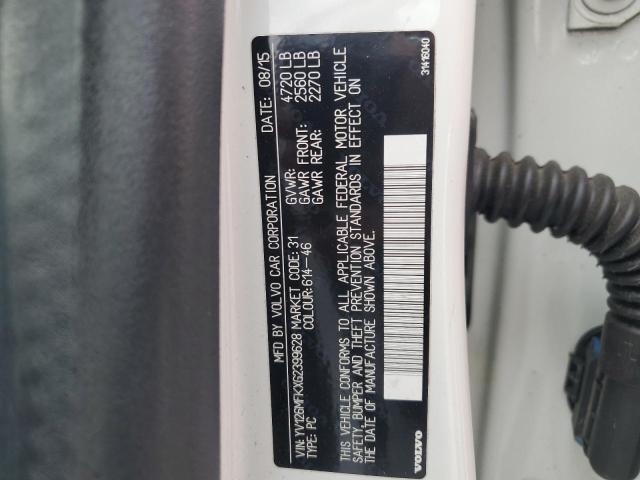 MFD BY VOLVO CAR CORPORATION DATE: 08/15
GVWR: 4720 LB
GAWR FRONT: 2560 LB
GAWR REAR: 2270 LB
VIN: YV126MFKXG2399628 MARKET CODE: 31
TYPE: PC COLOUR: 614-46
THIS VEHICLE CONFORMS TO ALL APPLICABLE FEDERAL MOTOR VEHICLE
SAFETY, BUMPER AND THEFT PREVENTION STANDARDS IN EFFECT ON
THE DATE OF MANUFACTURE SHOWN ABOVE.
VOLVO 31416040